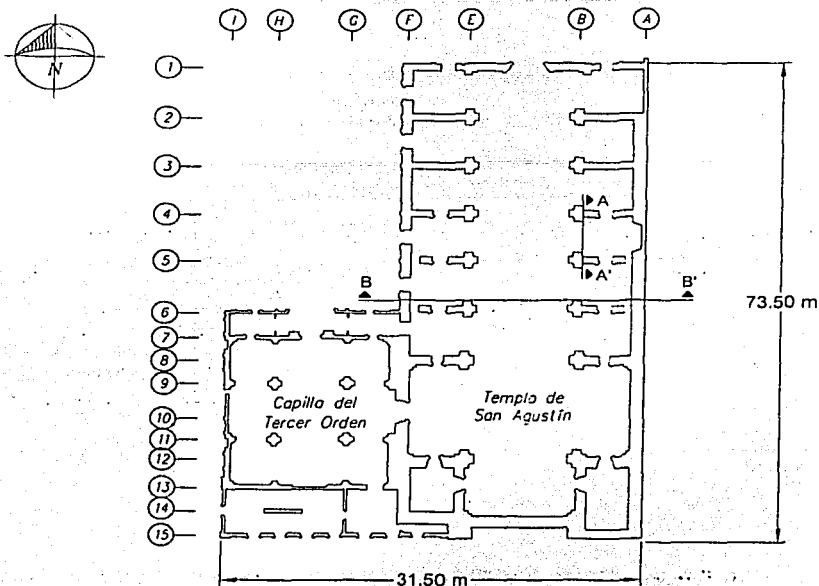 I H G F E B A
N
1
2
3
4
5
6
7
8
9
10
11
12
13
14
15
A
A'
B
B'
73.50 m
Capilla del
Tercer Orden
Templo de
San Agustín
31.50 m